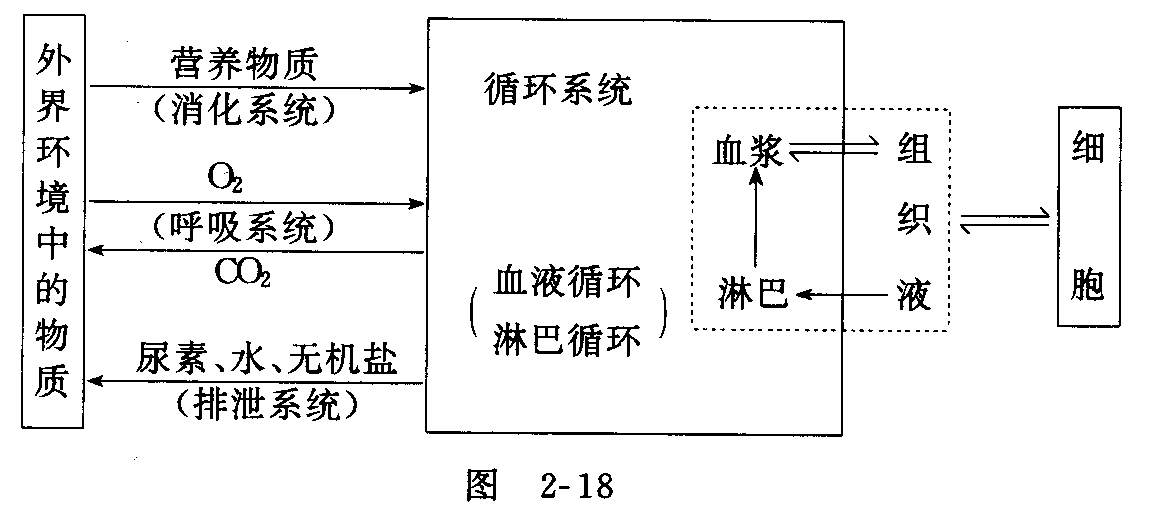 外界环境中的物质
营养物质
（消化系统）
O₂
（呼吸系统）
CO₂
尿素、水、无机盐
（排泄系统）
循环系统
（血液循环
淋巴循环）
血浆
淋巴
组织液
细胞
图 2-18